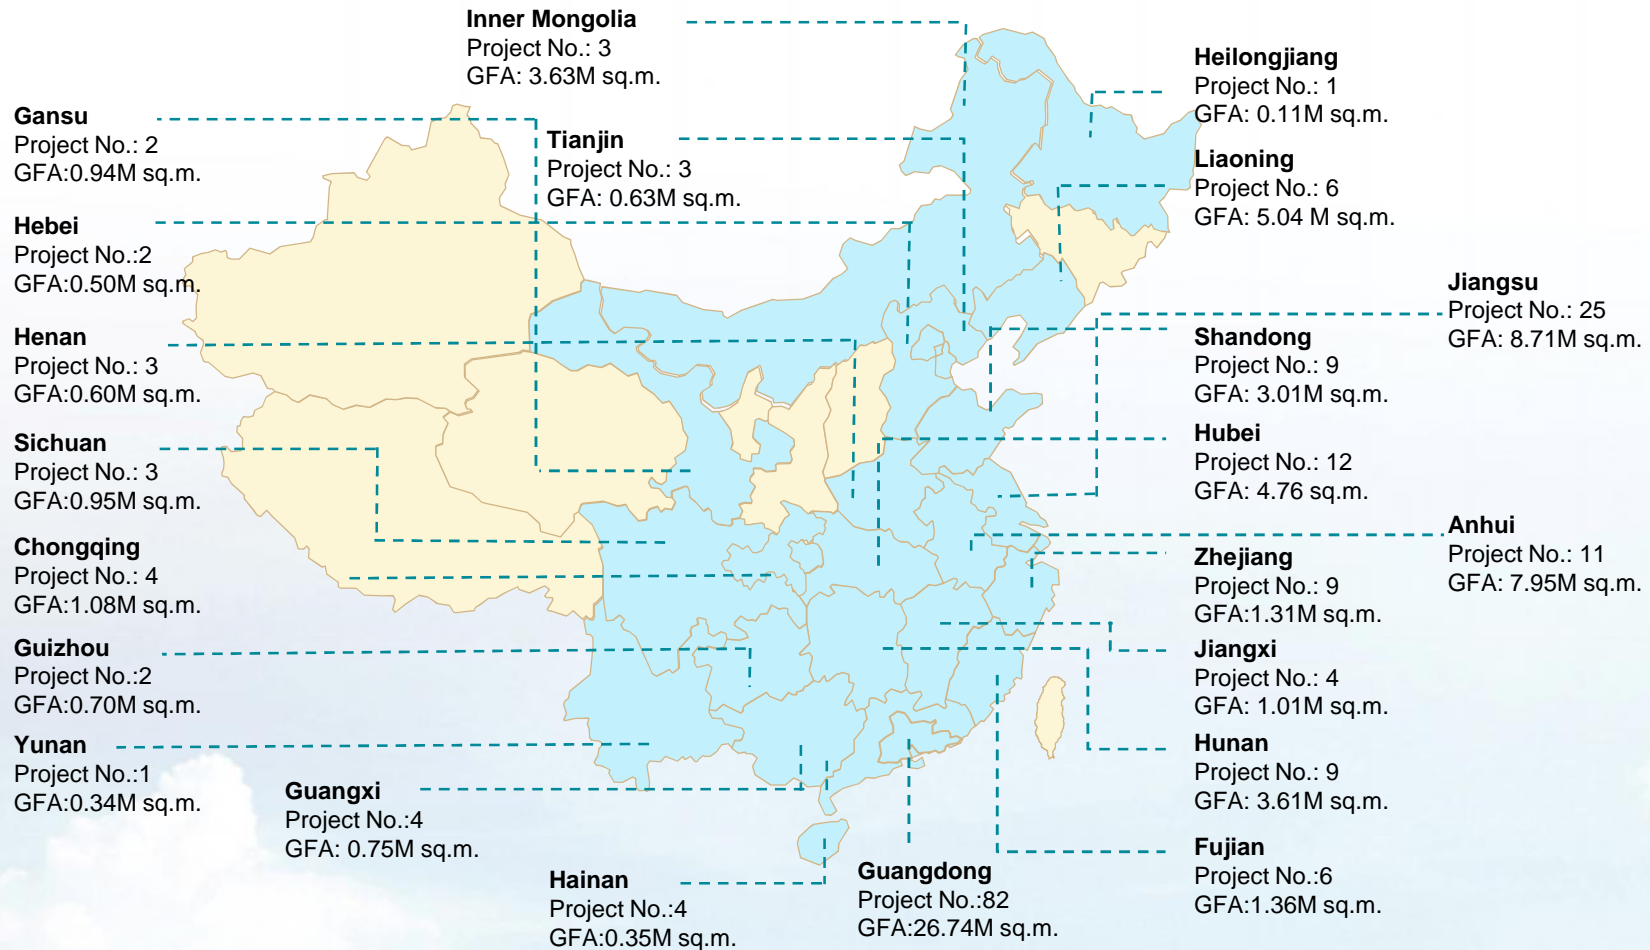 Inner Mongolia
Project No.: 3
GFA: 3.63M sq.m.
Heilongjiang
Project No.: 1
GFA: 0.11M sq.m.
Gansu
Project No.: 2
GFA:0.94M sq.m.
Tianjin
Project No.: 3
GFA: 0.63M sq.m.
Liaoning
Project No.: 6
GFA: 5.04 M sq.m.
Hebei
Project No.:2
GFA:0.50M sq.m.
Jiangsu
Project No.: 25
GFA: 8.71M sq.m.
Henan
Project No.: 3
GFA:0.60M sq.m.
Shandong
Project No.: 9
GFA: 3.01M sq.m.
Sichuan
Project No.: 3
GFA:0.95M sq.m.
Hubei
Project No.: 12
GFA: 4.76 sq.m.
Anhui
Project No.: 11
GFA: 7.95M sq.m.
Chongqing
Project No.: 4
GFA:1.08M sq.m.
Zhejiang
Project No.: 9
GFA:1.31M sq.m.
Guizhou
Project No.:2
GFA:0.70M sq.m.
Jiangxi
Project No.: 4
GFA: 1.01M sq.m.
Yunan
Project No.:1
GFA:0.34M sq.m.
Hunan
Project No.: 9
GFA: 3.61M sq.m.
Guangxi
Project No.:4
GFA: 0.75M sq.m.
Fujian
Project No.:6
GFA:1.36M sq.m.
Hainan
Project No.:4
GFA:0.35M sq.m.
Guangdong
Project No.:82
GFA:26.74M sq.m.